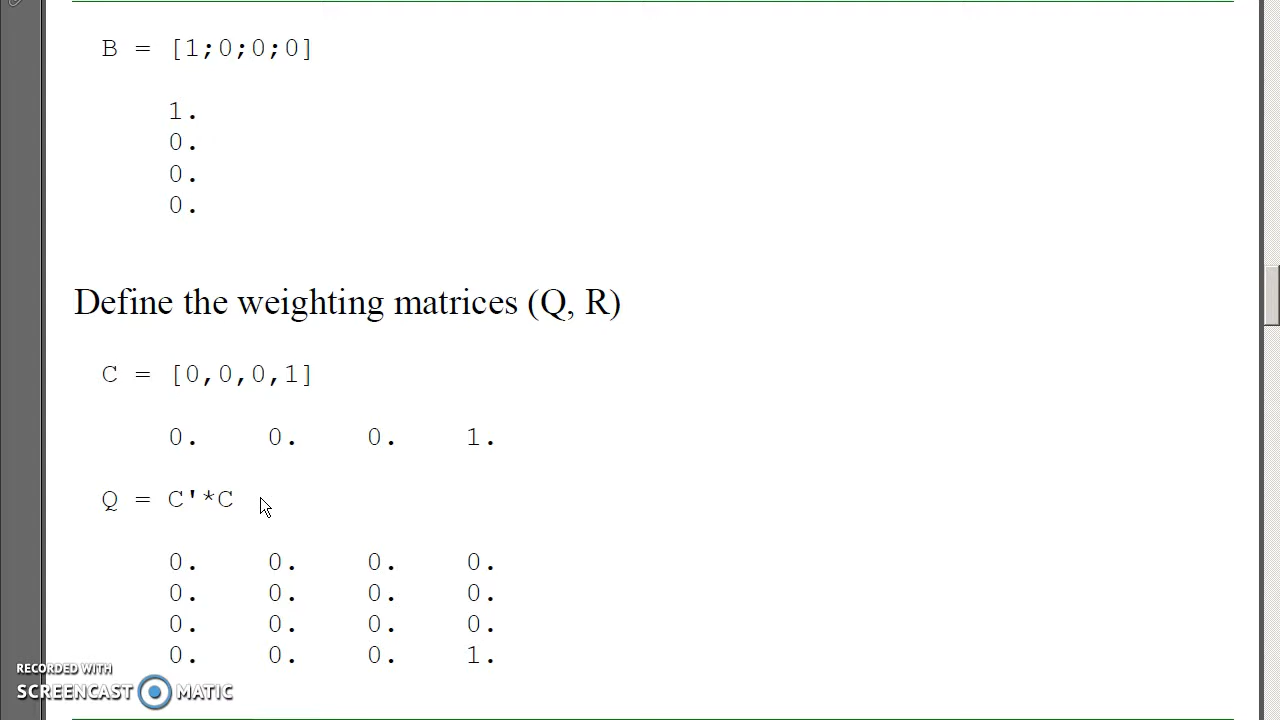 B = [1;0;0;0]
1.
0.
0.
0.
Define the weighting matrices (Q, R)
C = [0,0,0,1]
0. 0. 0. 1.
Q = C'*C
0. 0. 0. 0.
0. 0. 0. 0.
0. 0. 0. 0.
0. 0. 0. 1.
RECORDED WITH
SCREENCAST MATIC